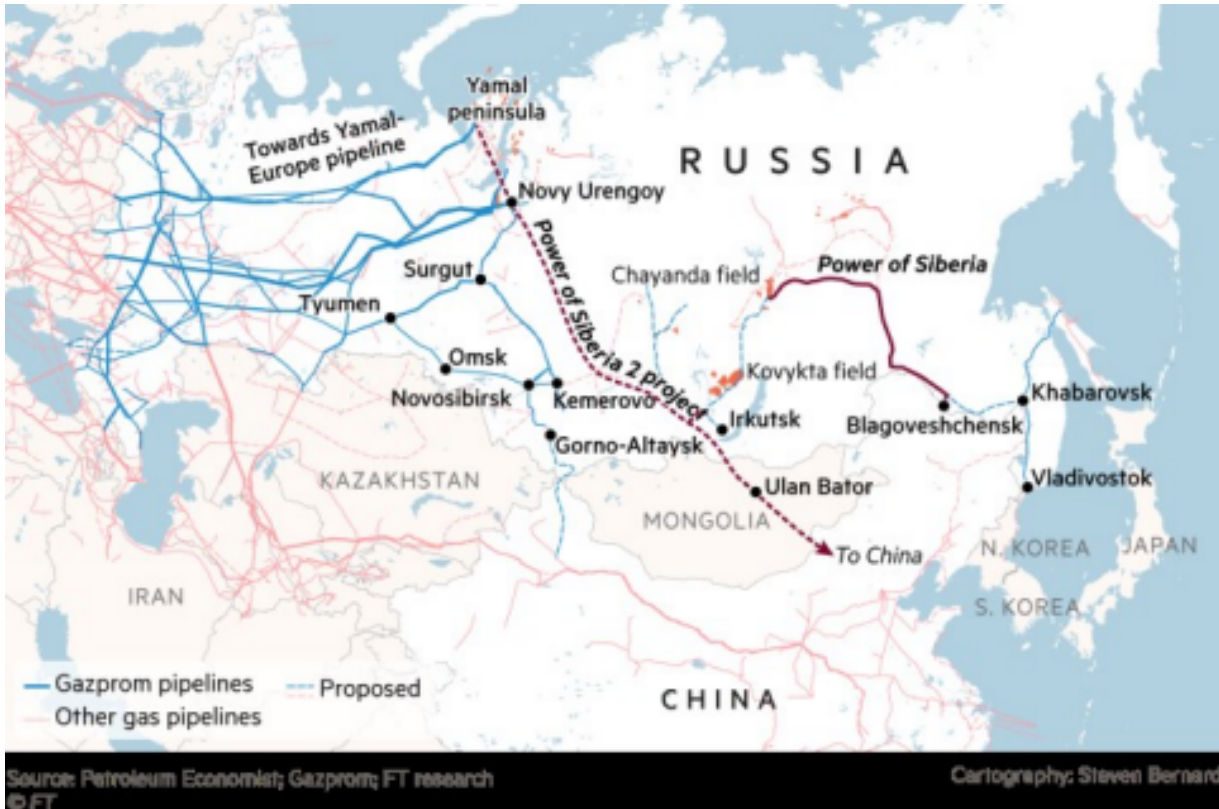 Yamal
peninsula
Towards Yamal-
Europe pipeline
RUSSIA
Novy Urengoy
Power of Siberia 2 project
Chayanda field
Power of Siberia
Surgut
Tyumen
Omsk
Kovykta field
Novosibirsk
Kemerovo
Irkutsk
Khabarovsk
Blagoveshchensk
Gorno-Altaysk
KAZAKHSTAN
Ulan Bator
Vladivostok
MONGOLIA
To China
N. KOREA
JAPAN
IRAN
S. KOREA
Gazprom pipelines
Proposed
Other gas pipelines
CHINA
Source: Petroleum Economist; Gazprom; FT research
Cartography: Steven Bernard
© FT